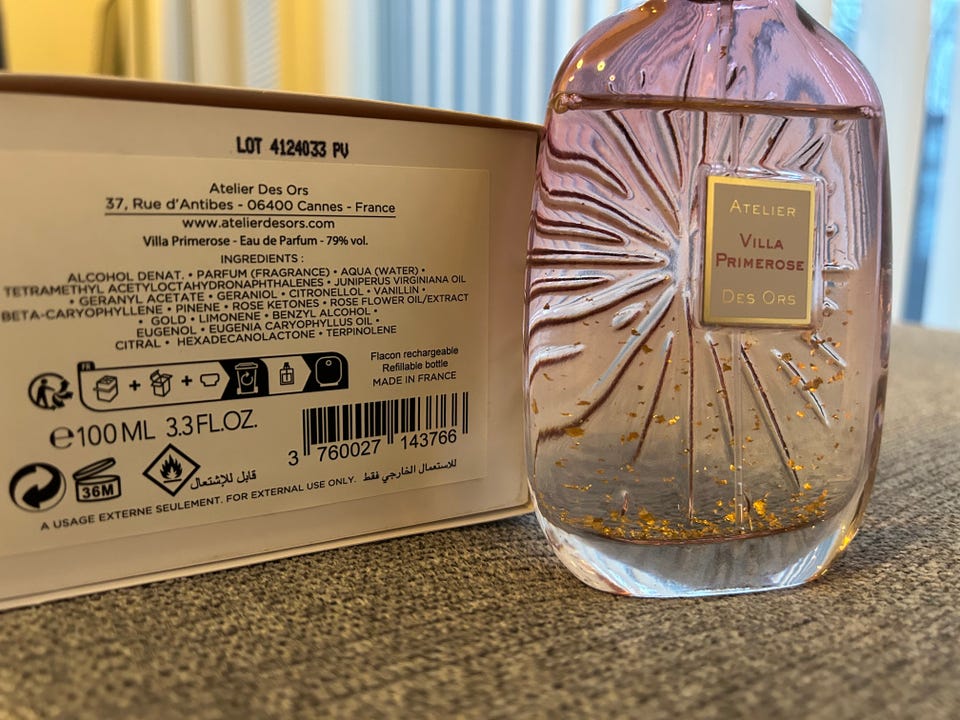 LOT 4124033 PV
Atelier Des Ors
37, Rue d'Antibes - 06400 Cannes - France
www.atelierdesors.com
Villa Primerose - Eau de Parfum - 79% vol.
INGREDIENTS :
ALCOHOL DENAT. • PARFUM (FRAGRANCE) • AQUA (WATER) •
TETRAMETHYL ACETYLOCTAHYDRONAPHTHALENES • JUNIPERUS VIRGINIANA OIL
• GERANYL ACETATE • GERANIOL • CITRONELLOL • VANILLIN •
BETA-CARYOPHYLLENE • PINENE • ROSE KETONES • ROSE FLOWER OIL/EXTRACT
• GOLD • LIMONENE • BENZYL ALCOHOL •
EUGENOL • EUGENIA CARYOPHYLLUS OIL •
CITRAL • HEXADECANOLACTONE • TERPINOLENE
FR
Flacon rechargeable
Refillable bottle
MADE IN FRANCE
℮100 ML 3.3 FL.OZ.
3 760027 143766
36M
قابل للإشتعال
A USAGE EXTERNE SEULEMENT. FOR EXTERNAL USE ONLY. للاستعمال الخارجي فقط
ATELIER
VILLA
PRIMEROSE
DES ORS